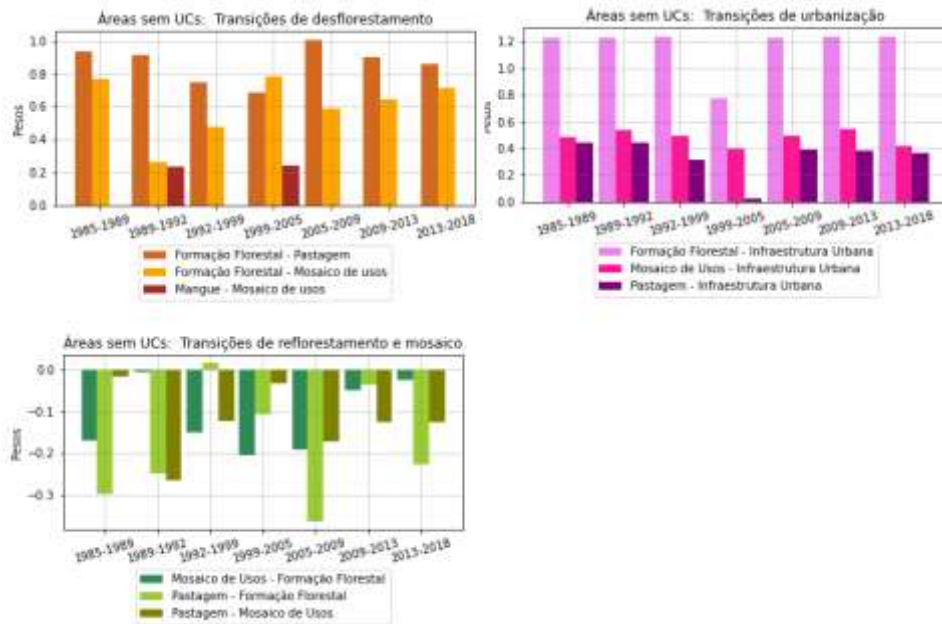 Áreas sem UCs: Transições de desflorestamento
1.0
0.8
0.6
0.4
0.2
0.0
Pesos
1985-1989
1989-1992
1992-1999
1999-2005
2005-2009
2009-2013
2013-2018
Formação Florestal - Pastagem
Formação Florestal - Mosaico de usos
Mangue - Mosaico de usos
Áreas sem UCs: Transições de urbanização
1.2
1.0
0.8
0.6
0.4
0.2
0.0
Pesos
1985-1989
1989-1992
1992-1999
1999-2005
2005-2009
2009-2013
2013-2018
Formação Florestal - Infraestrutura Urbana
Mosaico de Usos - Infraestrutura Urbana
Pastagem - Infraestrutura Urbana
Áreas sem UCs: Transições de reflorestamento e mosaico
0.0
−0.1
−0.2
−0.3
Pesos
1985-1989
1989-1992
1992-1999
1999-2005
2005-2009
2009-2013
2013-2018
Mosaico de Usos - Formação Florestal
Pastagem - Formação Florestal
Pastagem - Mosaico de Usos